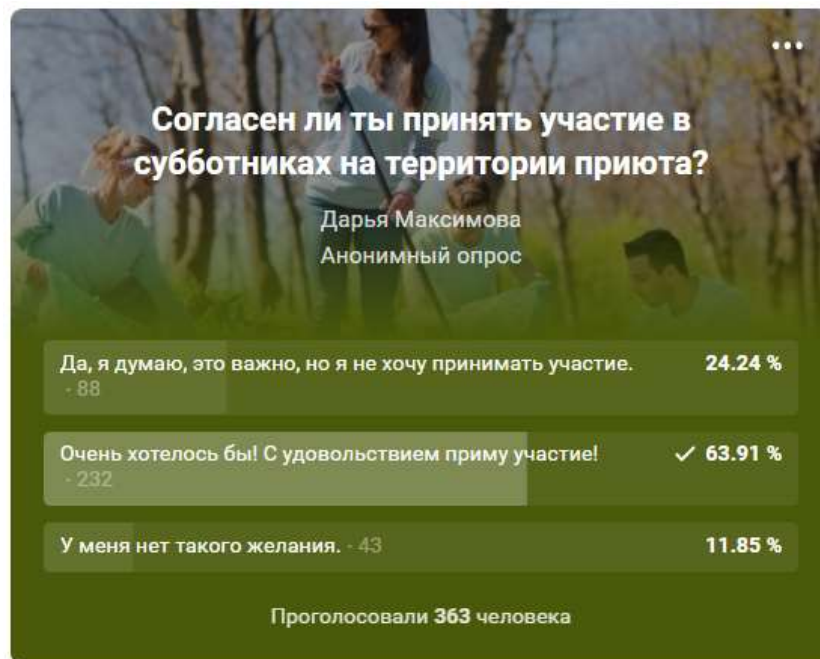 Согласен ли ты принять участие в
субботниках на территории приюта?
Дарья Максимова
Анонимный опрос
Да, я думаю, это важно, но я не хочу принимать участие. 24.24 %
· 88
Очень хотелось бы! С удовольствием приму участие! 63.91 %
· 232
У меня нет такого желания. · 43 11.85 %
Проголосовали 363 человека